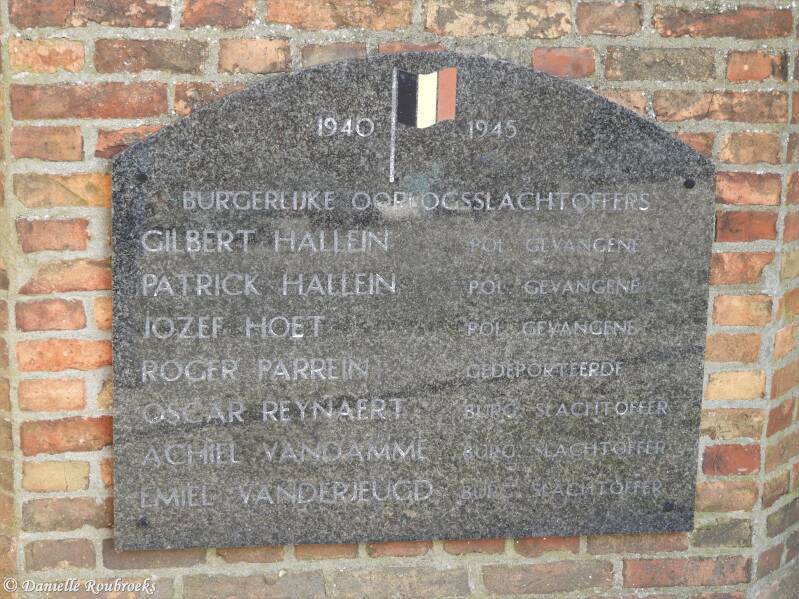 1940 1945
BURGERLIJKE OORLOGSSLACHTOFFERS
GILBERT HALLEIN POL GEVANGENE
PATRICK HALLEIN POL GEVANGENE
JOZEF HOET POL GEVANGENE
ROGER PARREIN GEDEPORTEERDE
OSCAR REYNAERT BURG SLACHTOFFER
ACHIEL VANDAMME BURG SLACHTOFFER
EMIEL VANDERJEUGD BURG SLACHTOFFER
© Danielle Roubroeks